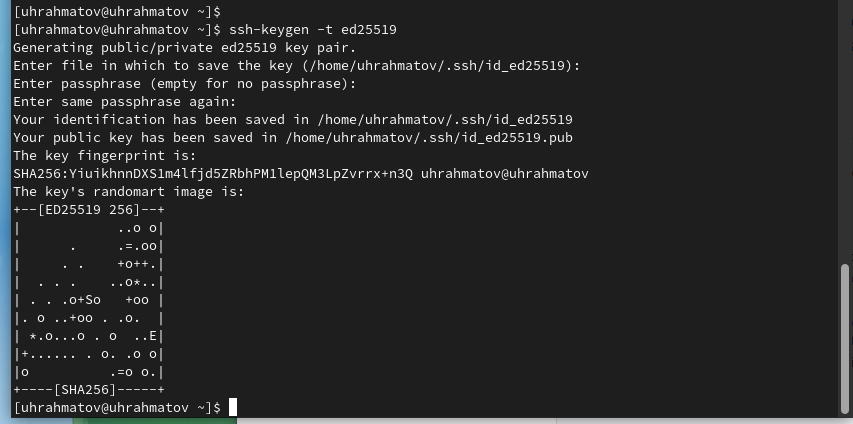 [uhrahmatov@uhrahmatov ~]$
[uhrahmatov@uhrahmatov ~]$ ssh-keygen -t ed25519
Generating public/private ed25519 key pair.
Enter file in which to save the key (/home/uhrahmatov/.ssh/id_ed25519):
Enter passphrase (empty for no passphrase):
Enter same passphrase again:
Your identification has been saved in /home/uhrahmatov/.ssh/id_ed25519
Your public key has been saved in /home/uhrahmatov/.ssh/id_ed25519.pub
The key fingerprint is:
SHA256:YiuikhnnDXS1m4lfjd5ZRbhPM1lepQM3LpZvrrx+n3Q uhrahmatov@uhrahmatov
The key's randomart image is:
+--[ED25519 256]--+
|           ..o o|
|      .     .=.oo|
|     . .    +o++.|
|  . . .    ..o*..|
| . . .o+So   +oo |
|. o ..+oo . .o.  |
| *.o...o . o  ..E|
|+...... . o. .o o|
|o         .=o o.|
+----[SHA256]-----+
[uhrahmatov@uhrahmatov ~]$